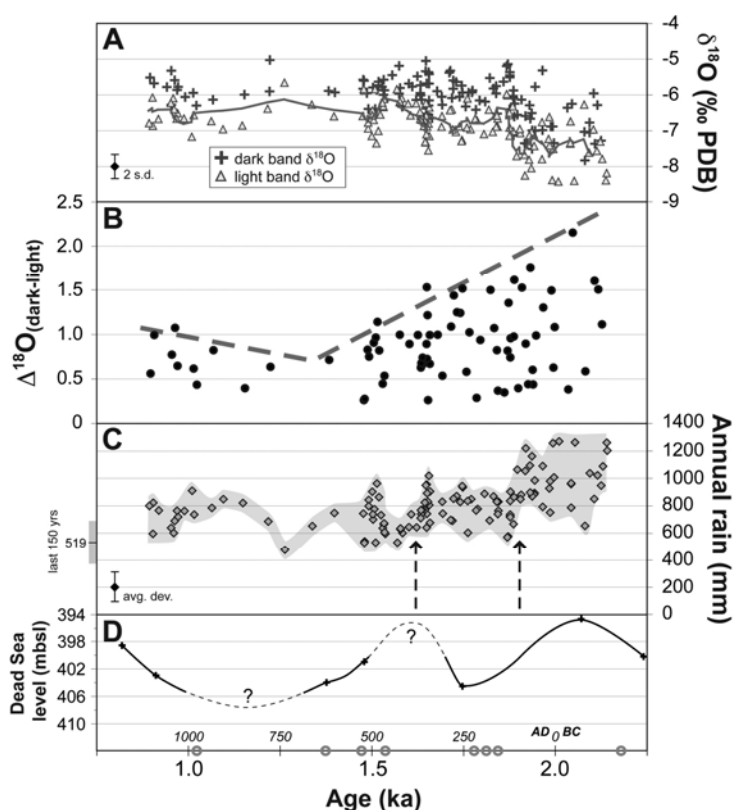 A
-4
-5
-6
-7
-8
-9
δ¹⁸O (‰ PDB)
2 s.d.
dark band δ¹⁸O
light band δ¹⁸O
B
2.5
2.0
1.5
1.0
0.5
0
Δ¹⁸O(dark-light)
C
1400
1200
1000
800
600
400
200
0
Annual rain (mm)
last 150 yrs
519
avg. dev.
D
394
398
402
406
410
Dead Sea
level (mbsl)
?
?
1000 750 500 250 AD 0 BC
1.0 1.5 2.0
Age (ka)